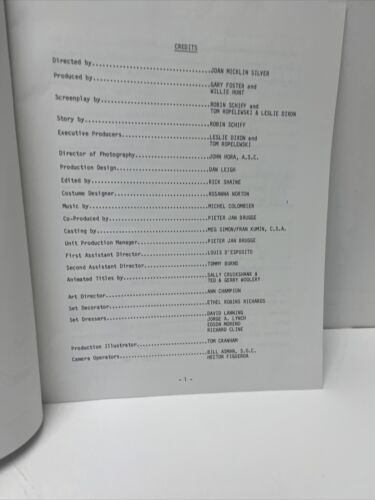 CREDITS
Directed by..................................JOAN MICKLIN SILVER
Produced by..................................GARY FOSTER and
WILLIE HUNT
Screenplay by................................ROBIN SCHIFF and
TOM ROPELEWSKI & LESLIE DIXON
Story by.....................................ROBIN SCHIFF
Executive Producers..........................LESLIE DIXON and
TOM ROPELEWSKI
Director of Photography......................JOHN HORA, A.S.C.
Production Design............................DAN LEIGH
Edited by....................................RICK SHAINE
Costume Designer.............................ROSANNA NORTON
Music by.....................................MICHEL COLOMBIER
Co-Produced by...............................PIETER JAN BRUGGE
Casting by...................................MEG SIMON/FRAN KUMIN, C.S.A.
Unit Production Manager......................PIETER JAN BRUGGE
First Assistant Director.....................LOUIS D'ESPOSITO
Second Assistant Director....................TOMMY BURNS
Animated Titles by...........................SALLY CRUIKSHANK &
TED & GERRY WOOLERY
Art Director.................................ANN CHAMPION
Set Decorator................................ETHEL ROBINS RICHARDS
Set Dressers.................................DAVID LANNING
JORGE A. LYNCH
EDSON MORENO
RICHARD CLINE
Production Illustrator.......................TOM CRANHAM
Camera Operators.............................BILL ASMAN, S.O.C.
HECTOR FIGUEROA
- 1 -